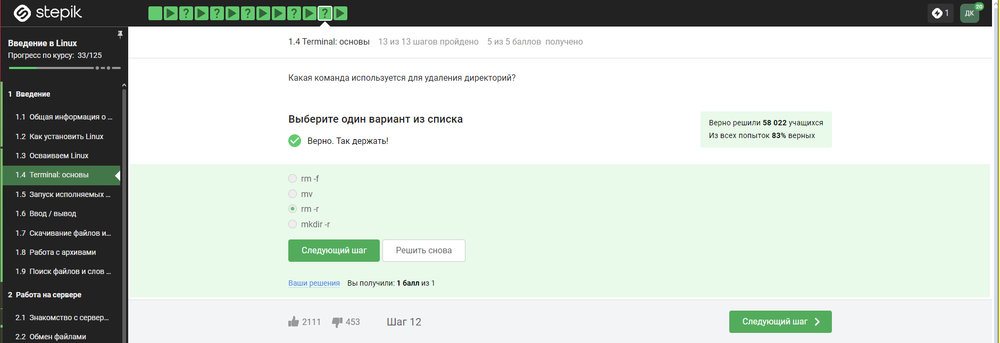 stepik
? ? ? ? ?
1
20
ДК
Введение в Linux
Прогресс по курсу: 33/125
1 Введение
1.1 Общая информация о ...
1.2 Как установить Linux
1.3 Осваиваем Linux
1.4 Terminal: основы
1.5 Запуск исполняемых ...
1.6 Ввод / вывод
1.7 Скачивание файлов и...
1.8 Работа с архивами
1.9 Поиск файлов и слов ...
2 Работа на сервере
2.1 Знакомство с сервер...
2.2 Обмен файлами
1.4 Terminal: основы 13 из 13 шагов пройдено 5 из 5 баллов получено
Какая команда используется для удаления директорий?
Выберите один вариант из списка
Верно. Так держать!
Верно решили 58 022 учащихся
Из всех попыток 83% верных
rm -f
mv
rm -r
mkdir -r
Следующий шаг
Решить снова
Ваши решения Вы получили: 1 балл из 1
2111 453 Шаг 12
Следующий шаг